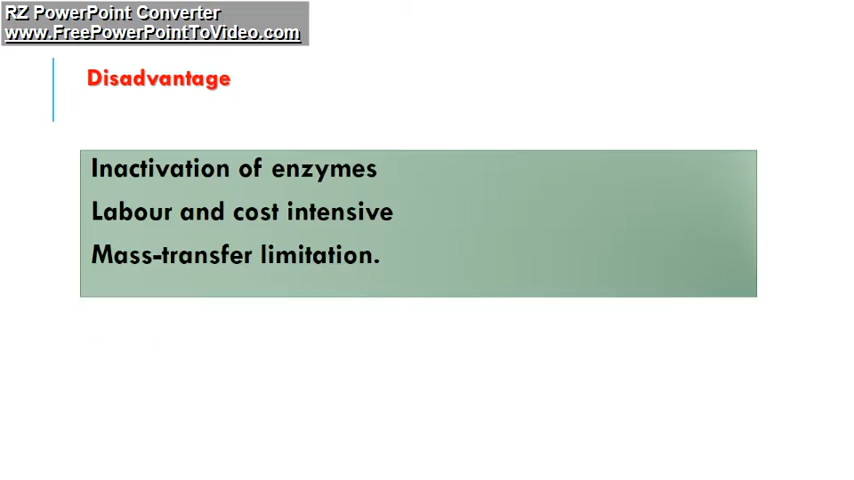 RZ PowerPoint Converter
www.FreePowerPointToVideo.com
Disadvantage
Inactivation of enzymes
Labour and cost intensive
Mass-transfer limitation.